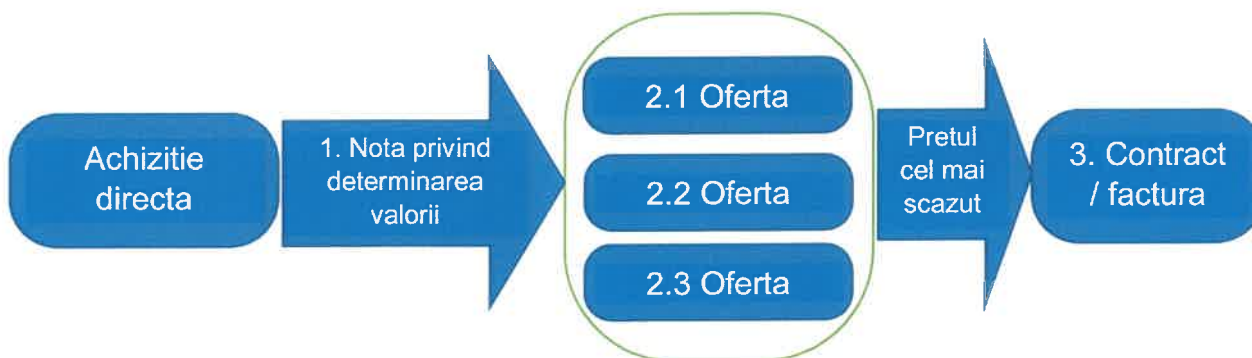 Achizitie
directa
1. Nota privind
determinarea
valorii
2.1 Oferta
2.2 Oferta
2.3 Oferta
Pretul
cel mai
scazut
3. Contract
/ factura